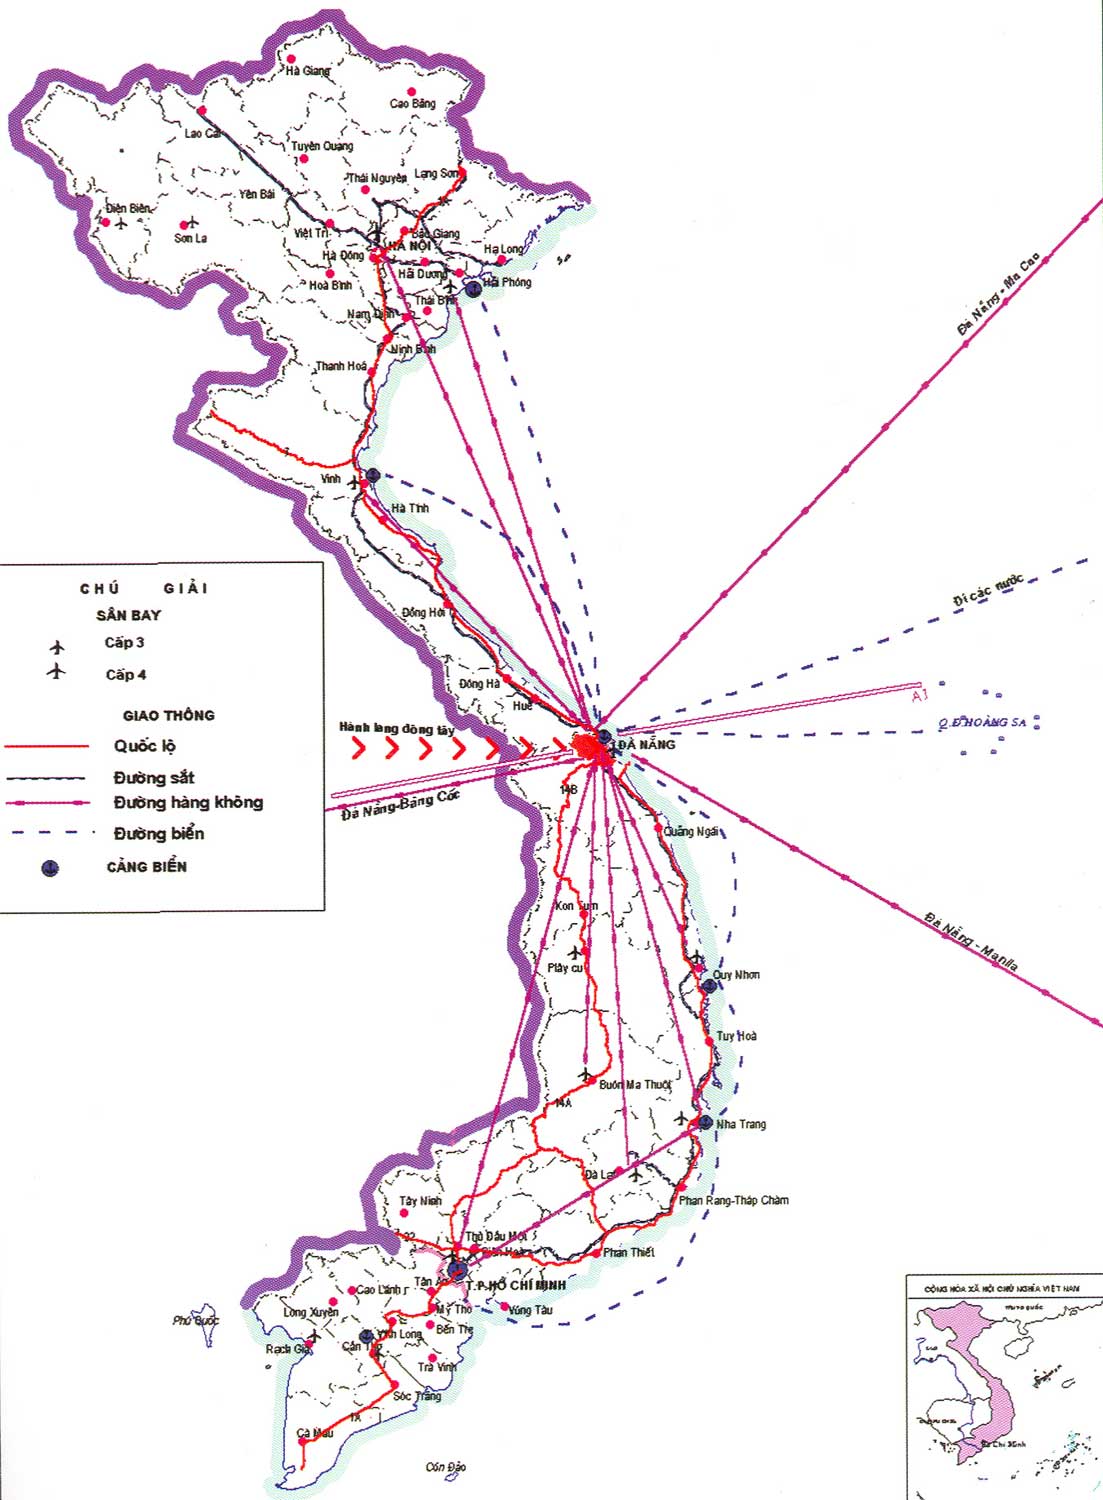 Hà Giang
Cao Bằng
Lao Cai
Tuyên Quang
Thái Nguyên
Lạng Sơn
Yên Bái
Điện Biên
Sơn La
Việt Trì
Bắc Giang
HÀ NỘI
Hà Đông
Hạ Long
Hải Dương
Hải Phòng
Hoà Bình
Thái Bình
Nam Định
Ninh Bình
Thanh Hoá
Đà Nẵng - Ma Cao
Vinh
Hà Tĩnh
CHÚ GIẢI
SÂN BAY
Cấp 3
Cấp 4
GIAO THÔNG
Quốc lộ
Đường sắt
Đường hàng không
Đường biển
CẢNG BIỂN
Đi các nước
Đồng Hới
Đông Hà
Huế
A1
Q.Đ HOÀNG SA
Hành lang đông tây
ĐÀ NẴNG
Đà Nẵng-Băng Cốc
14B
Quảng Ngãi
Kon Tum
Đà Nẵng - Manila
Plây cu
Quy Nhơn
Tuy Hoà
Buôn Ma Thuột
14A
Nha Trang
Đà Lạt
Phan Rang-Tháp Chàm
Tây Ninh
22
Thủ Dầu Một
Biên Hoà
Phan Thiết
Tân An
T.P.HỒ CHÍ MINH
Cao Lãnh
Long Xuyên
Mỹ Tho
Vũng Tàu
Phú Quốc
Bến Tre
Vĩnh Long
Rạch Giá
Cần Thơ
Trà Vinh
Sóc Trăng
1A
Cà Mau
Côn Đảo
CỘNG HÒA XÃ HỘI CHỦ NGHĨA VIỆT NAM